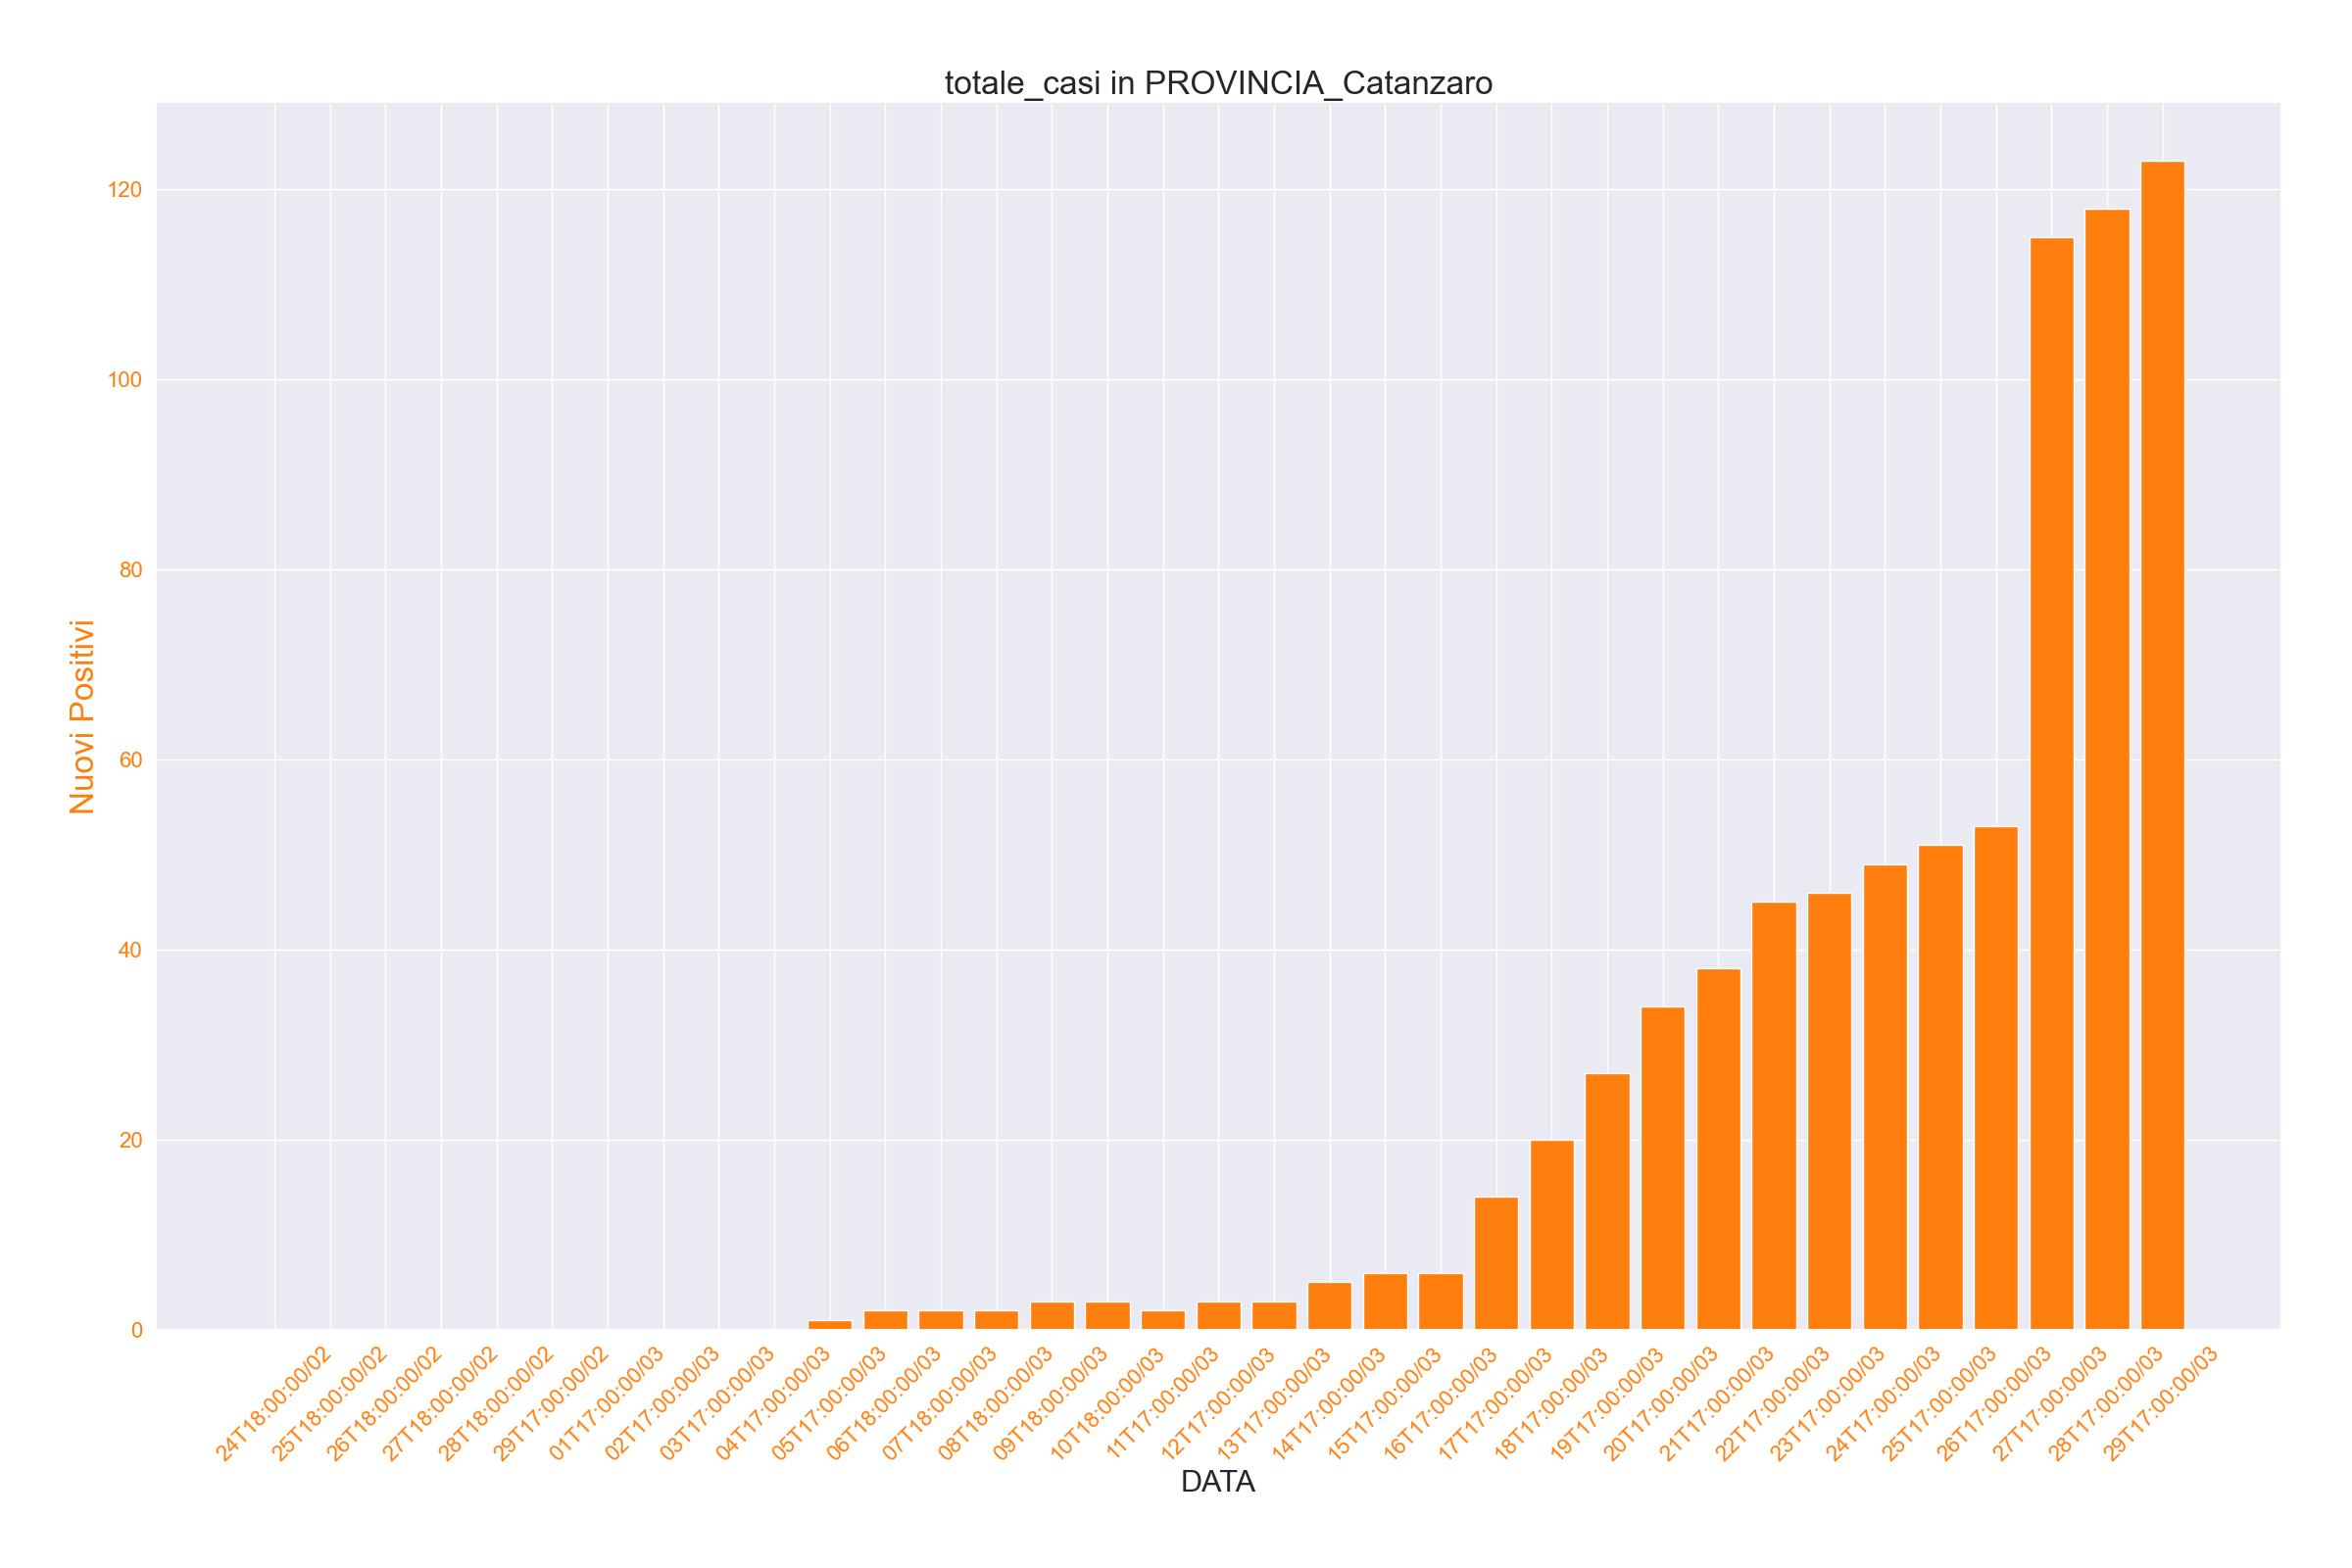 totale_casi in PROVINCIA_Catanzaro
120
100
80
60
40
20
0
Nuovi Positivi
24T18:00:00/02
25T18:00:00/02
26T18:00:00/02
27T18:00:00/02
28T18:00:00/02
29T17:00:00/02
01T17:00:00/03
02T17:00:00/03
03T17:00:00/03
04T17:00:00/03
05T17:00:00/03
06T18:00:00/03
07T18:00:00/03
08T18:00:00/03
09T18:00:00/03
10T18:00:00/03
11T17:00:00/03
12T17:00:00/03
13T17:00:00/03
14T17:00:00/03
15T17:00:00/03
16T17:00:00/03
17T17:00:00/03
18T17:00:00/03
19T17:00:00/03
20T17:00:00/03
21T17:00:00/03
22T17:00:00/03
23T17:00:00/03
24T17:00:00/03
25T17:00:00/03
26T17:00:00/03
27T17:00:00/03
28T17:00:00/03
29T17:00:00/03
DATA